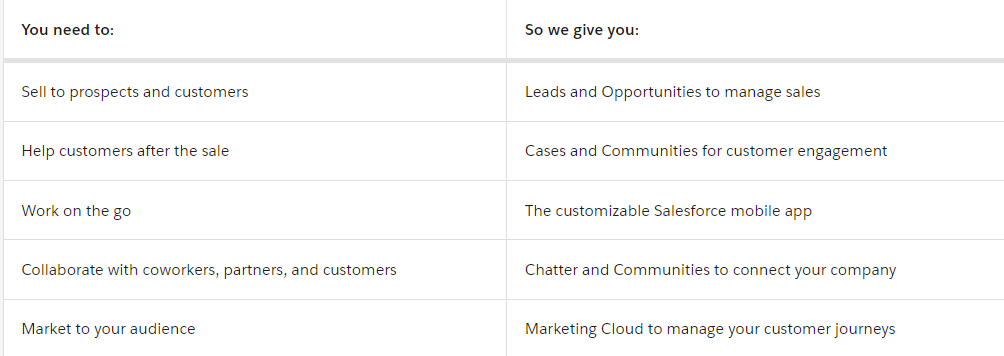 You need to:
So we give you:
Sell to prospects and customers
Leads and Opportunities to manage sales
Help customers after the sale
Cases and Communities for customer engagement
Work on the go
The customizable Salesforce mobile app
Collaborate with coworkers, partners, and customers
Chatter and Communities to connect your company
Market to your audience
Marketing Cloud to manage your customer journeys